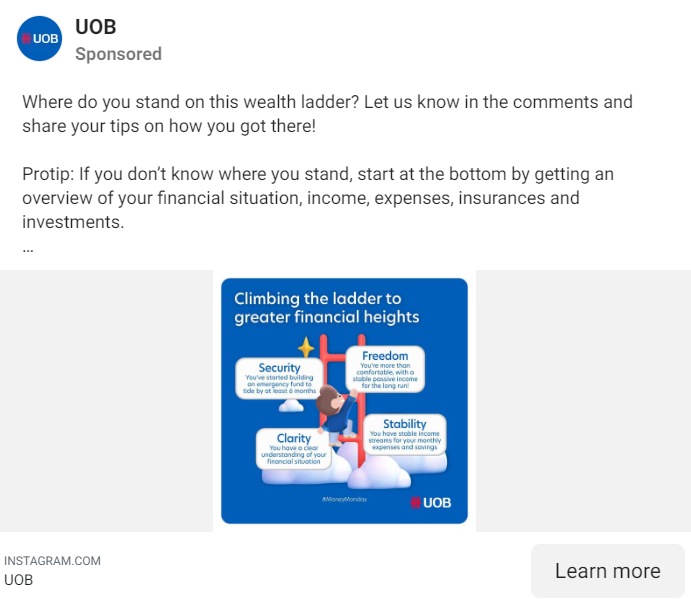 UOB
UOB
Sponsored
Where do you stand on this wealth ladder? Let us know in the comments and
share your tips on how you got there!
Protip: If you don’t know where you stand, start at the bottom by getting an
overview of your financial situation, income, expenses, insurances and
investments.
...
Climbing the ladder to
greater financial heights
Security
You've started building
an emergency fund to
tide by at least 6 months
Freedom
You're more than
comfortable, with a
stable passive income
for the long run!
Clarity
You have a clear
understanding of your
financial situation
Stability
You have stable income
streams for your monthly
expenses and savings
#MoneyMonday
UOB
INSTAGRAM.COM
UOB
Learn more